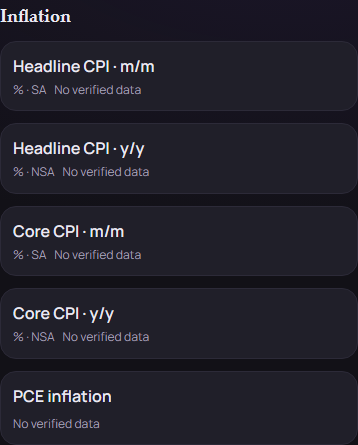 Inflation
Headline CPI · m/m
% · SA No verified data
Headline CPI · y/y
% · NSA No verified data
Core CPI · m/m
% · SA No verified data
Core CPI · y/y
% · NSA No verified data
PCE inflation
No verified data